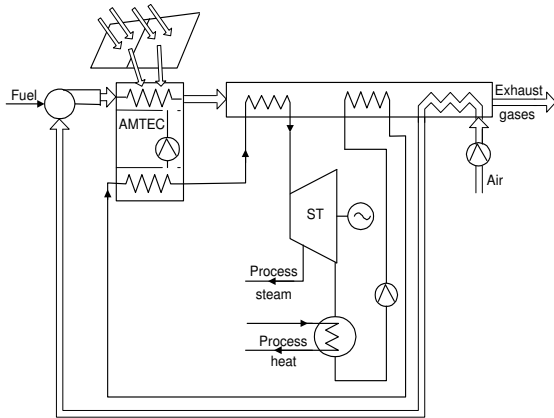 Fuel
AMTEC
Exhaust
gases
Air
ST
Process
steam
Process
heat